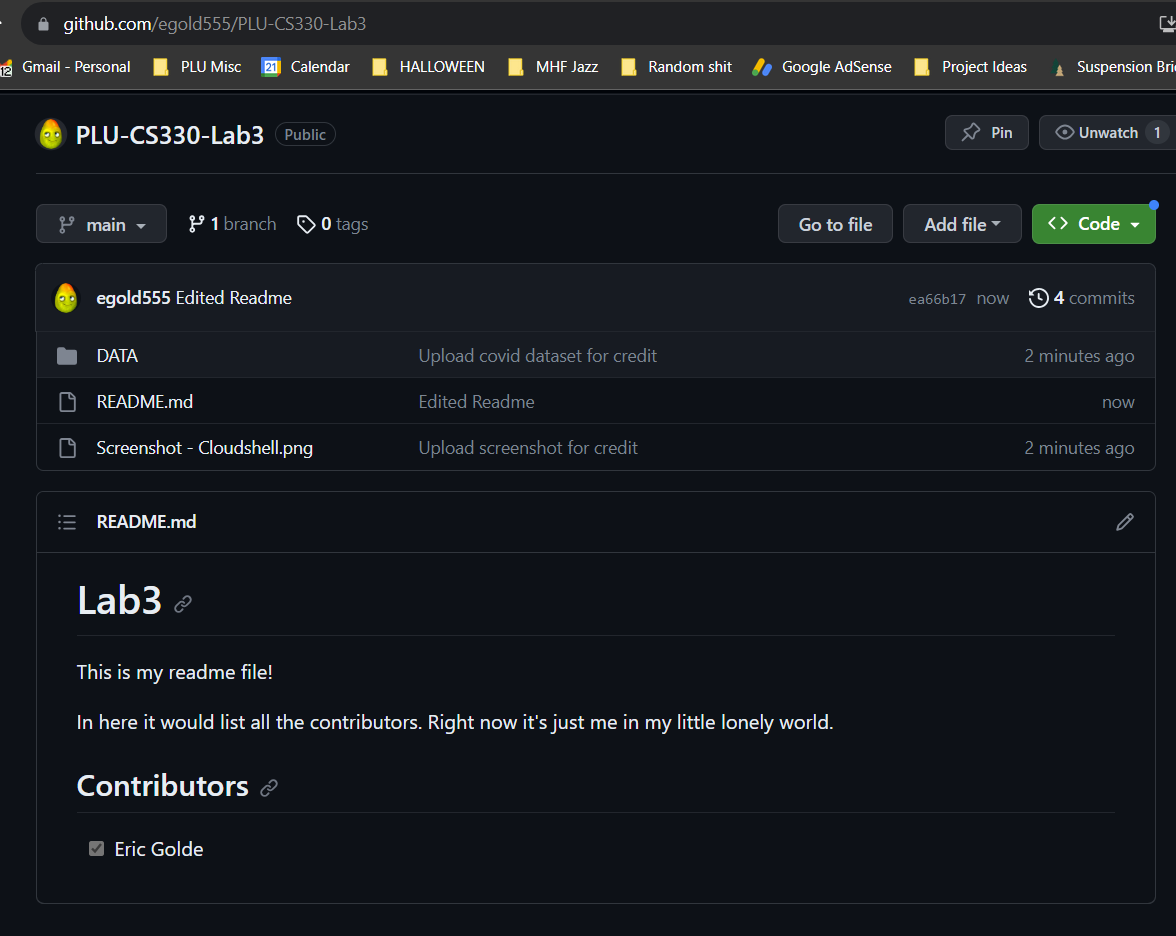 github.com/egold555/PLU-CS330-Lab3
12 Gmail - Personal PLU Misc 21 Calendar HALLOWEEN MHF Jazz Random shit Google AdSense Project Ideas Suspension Bri
PLU-CS330-Lab3 Public Pin Unwatch 1
main 1 branch 0 tags Go to file Add file <> Code
egold555 Edited Readme ea66b17 now 4 commits
DATA Upload covid dataset for credit 2 minutes ago
README.md Edited Readme now
Screenshot - Cloudshell.png Upload screenshot for credit 2 minutes ago
README.md
Lab3
This is my readme file!
In here it would list all the contributors. Right now it's just me in my little lonely world.
Contributors
Eric Golde